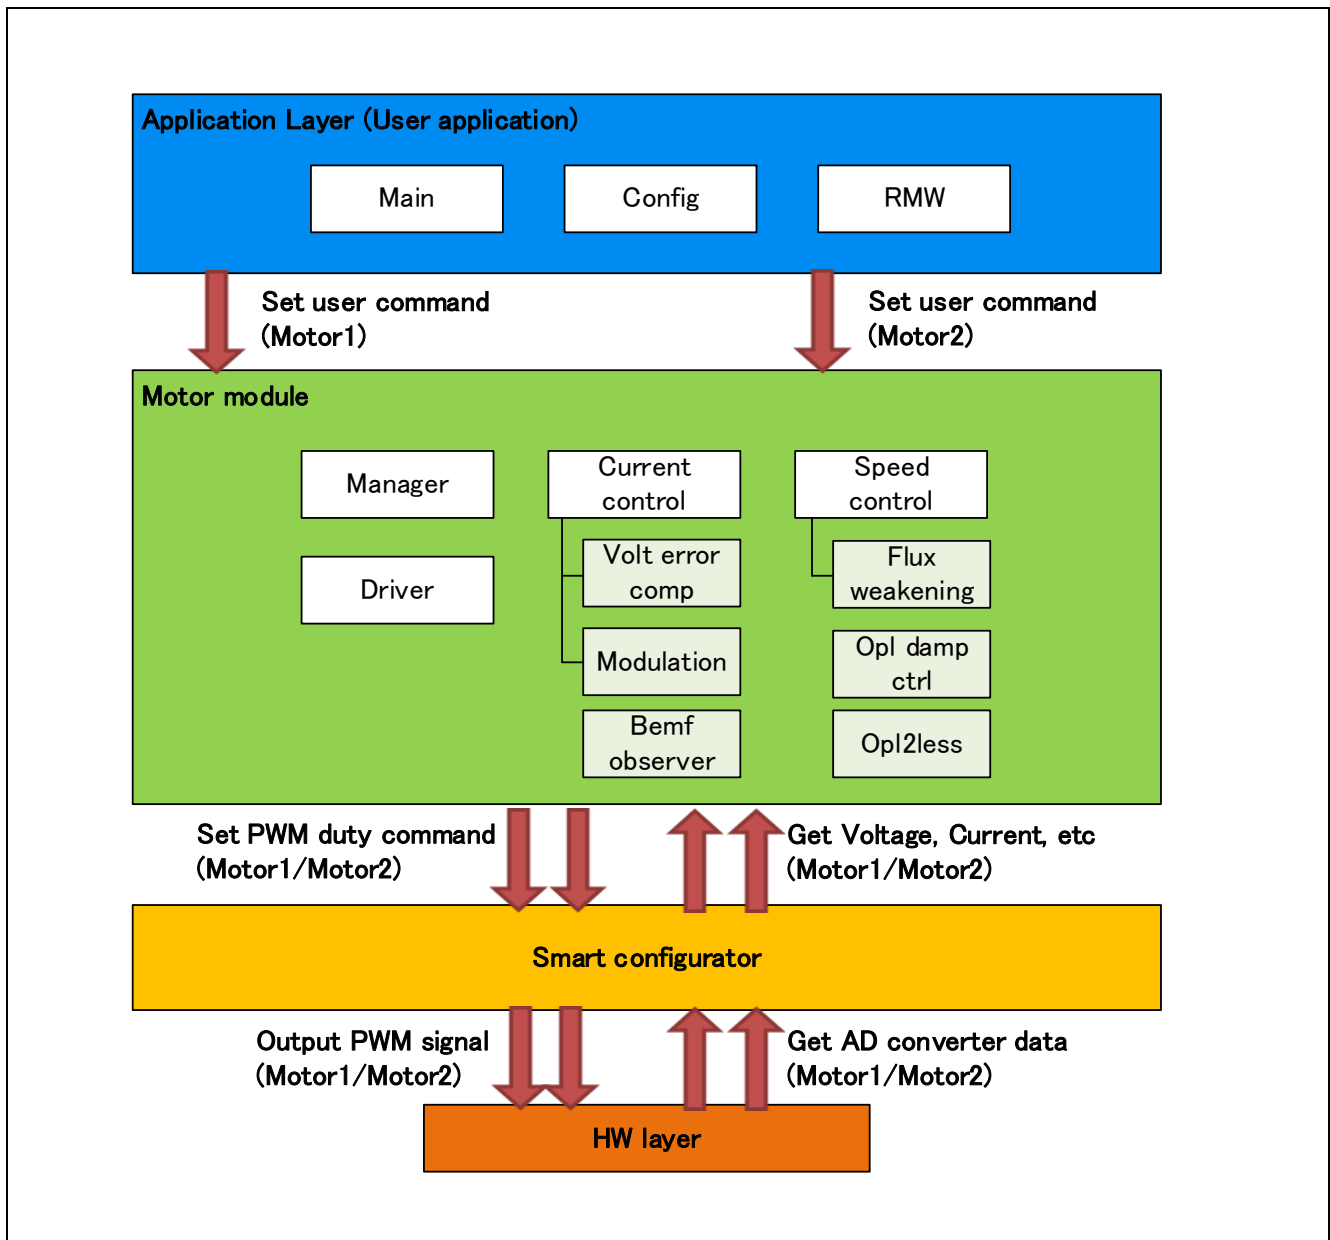 Application Layer (User application)
Main
Config
RMW
Set user command
(Motor1)
Set user command
(Motor2)
Motor module
Manager
Driver
Current
control
Volt error
comp
Modulation
Bemf
observer
Speed
control
Flux
weakening
Opl damp
ctrl
Opl2less
Set PWM duty command
(Motor1/Motor2)
Get Voltage, Current, etc
(Motor1/Motor2)
Smart configurator
Output PWM signal
(Motor1/Motor2)
Get AD converter data
(Motor1/Motor2)
HW layer